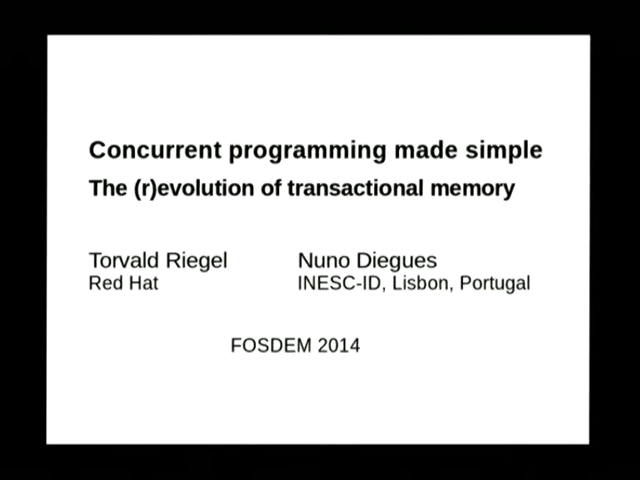 Concurrent programming made simple
The (r)evolution of transactional memory
Torvald Riegel
Nuno Diegues
Red Hat
INESC-ID, Lisbon, Portugal
FOSDEM 2014